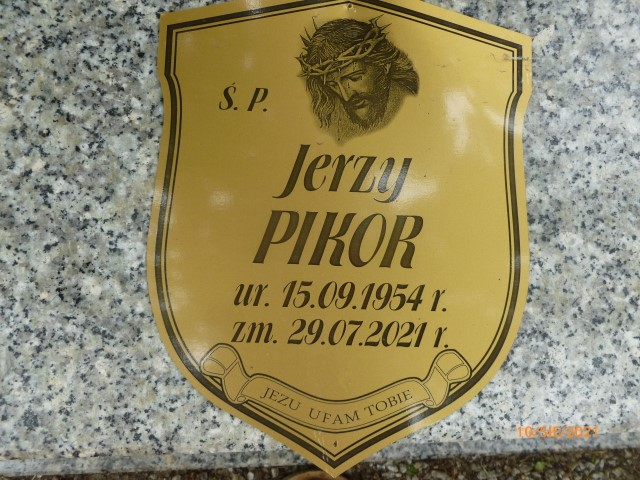 Ś. P.
Jerzy
PIKOR
ur. 15.09.1954 r.
zm. 29.07.2021 r.
JEZU UFAM TOBIE